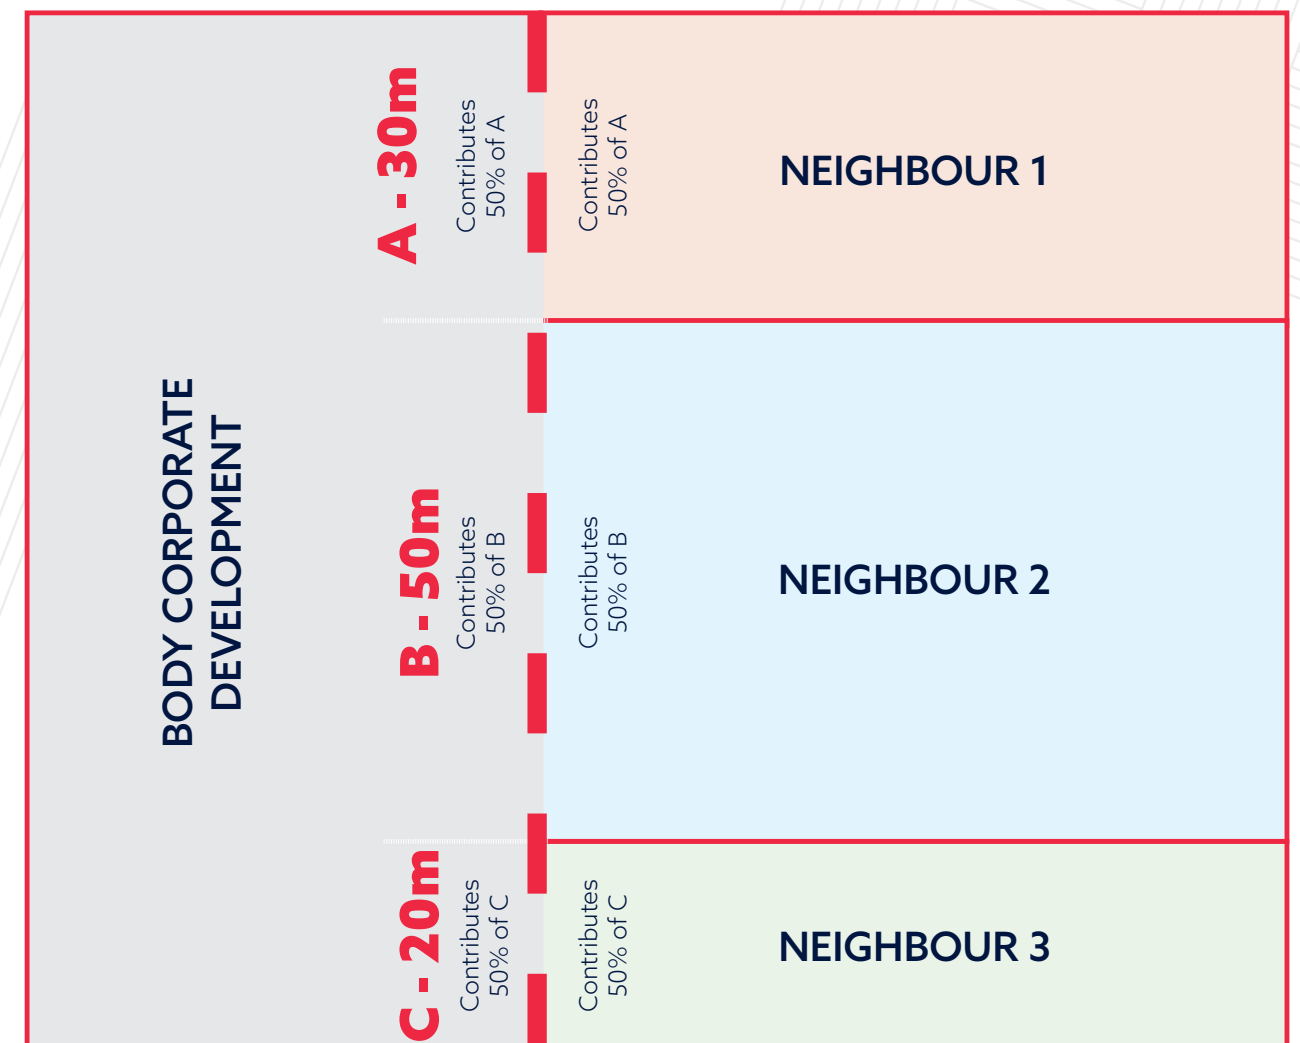 BODY CORPORATE
DEVELOPMENT
A - 30m
Contributes
50% of A
Contributes
50% of A
NEIGHBOUR 1
B - 50m
Contributes
50% of B
Contributes
50% of B
NEIGHBOUR 2
C - 20m
Contributes
50% of C
Contributes
50% of C
NEIGHBOUR 3